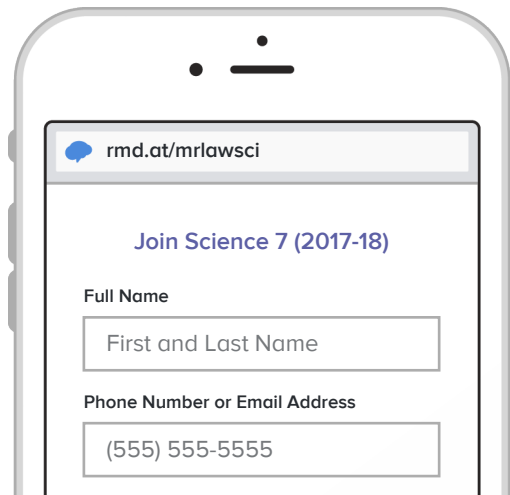 rmd.at/mrlawsci
Join Science 7 (2017-18)
Full Name
First and Last Name
Phone Number or Email Address
(555) 555-5555